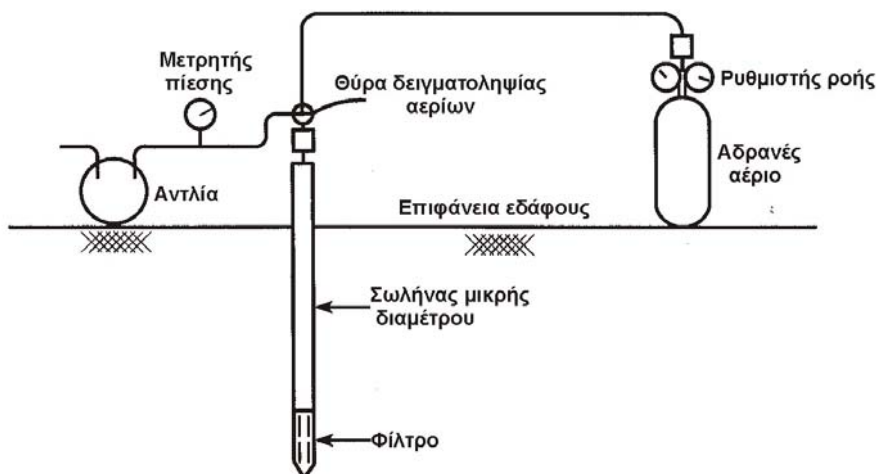 Μετρητής
πίεσης
Θύρα δειγματοληψίας
αερίων
Ρυθμιστής ροής
Αδρανές
αέριο
Αντλία
Επιφάνεια εδάφους
Σωλήνας μικρής
διαμέτρου
Φίλτρο